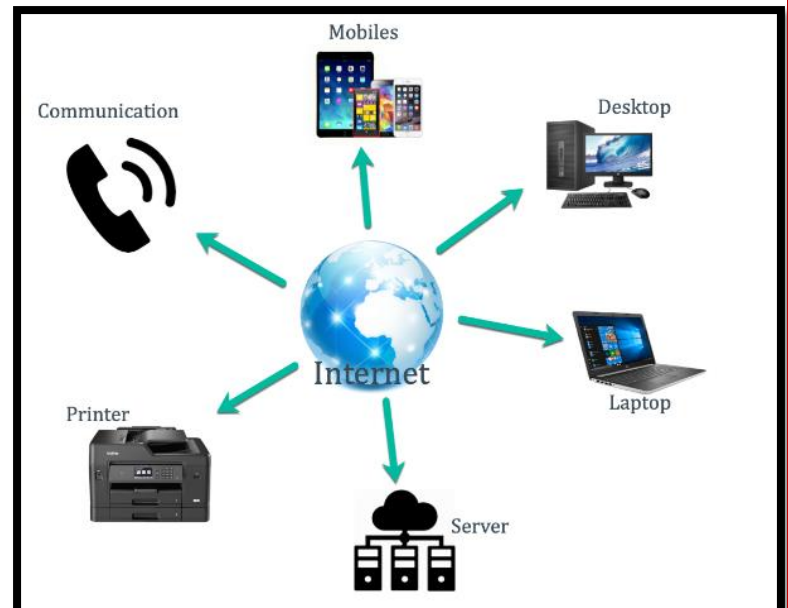 Mobiles
Communication
Desktop
Internet
Laptop
Printer
Server